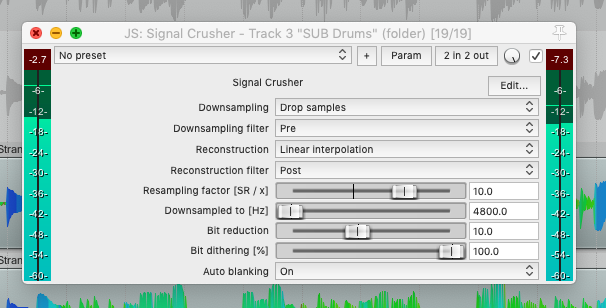 JS: Signal Crusher - Track 3 "SUB Drums" (folder) [19/19]
-2.7
No preset
+
Param
2 in 2 out
-7.3
Signal Crusher
Edit...
Downsampling
Drop samples
Downsampling filter
Pre
Reconstruction
Linear interpolation
Reconstruction filter
Post
Resampling factor [SR / x]
10.0
Downsampled to [Hz]
4800.0
Bit reduction
10.0
Bit dithering [%]
100.0
Auto blanking
On
-6-
-12-
-18-
-24-
-30-
-36-
-42-
-48-
-54-
-60-
-6-
-12-
-18-
-24-
-30-
-36-
-42-
-48-
-54-
-60-
Stran